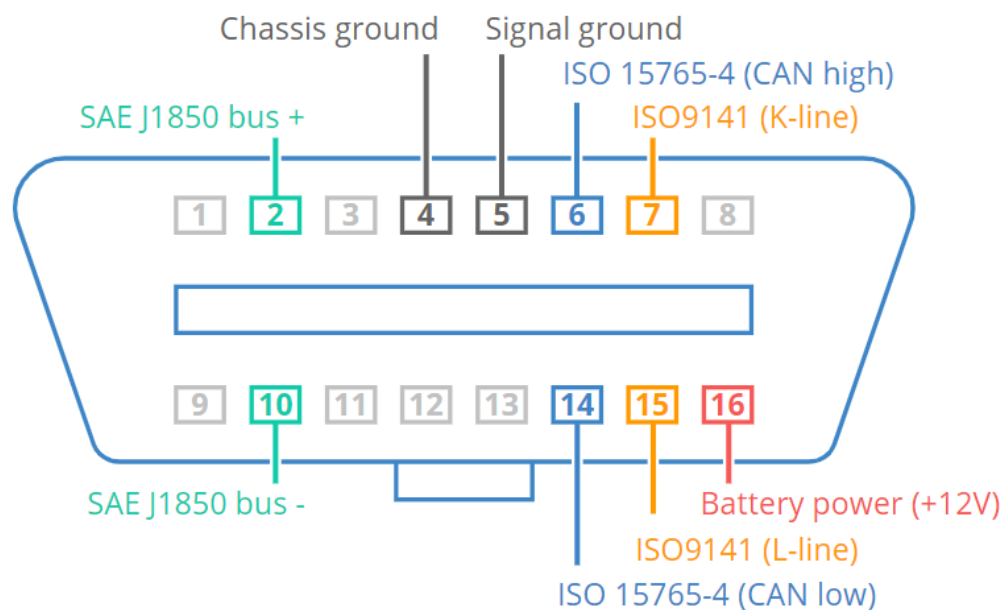 Chassis ground Signal ground
ISO 15765-4 (CAN high)
SAE J1850 bus + ISO9141 (K-line)
1 2 3 4 5 6 7 8
9 10 11 12 13 14 15 16
SAE J1850 bus - Battery power (+12V)
ISO9141 (L-line)
ISO 15765-4 (CAN low)